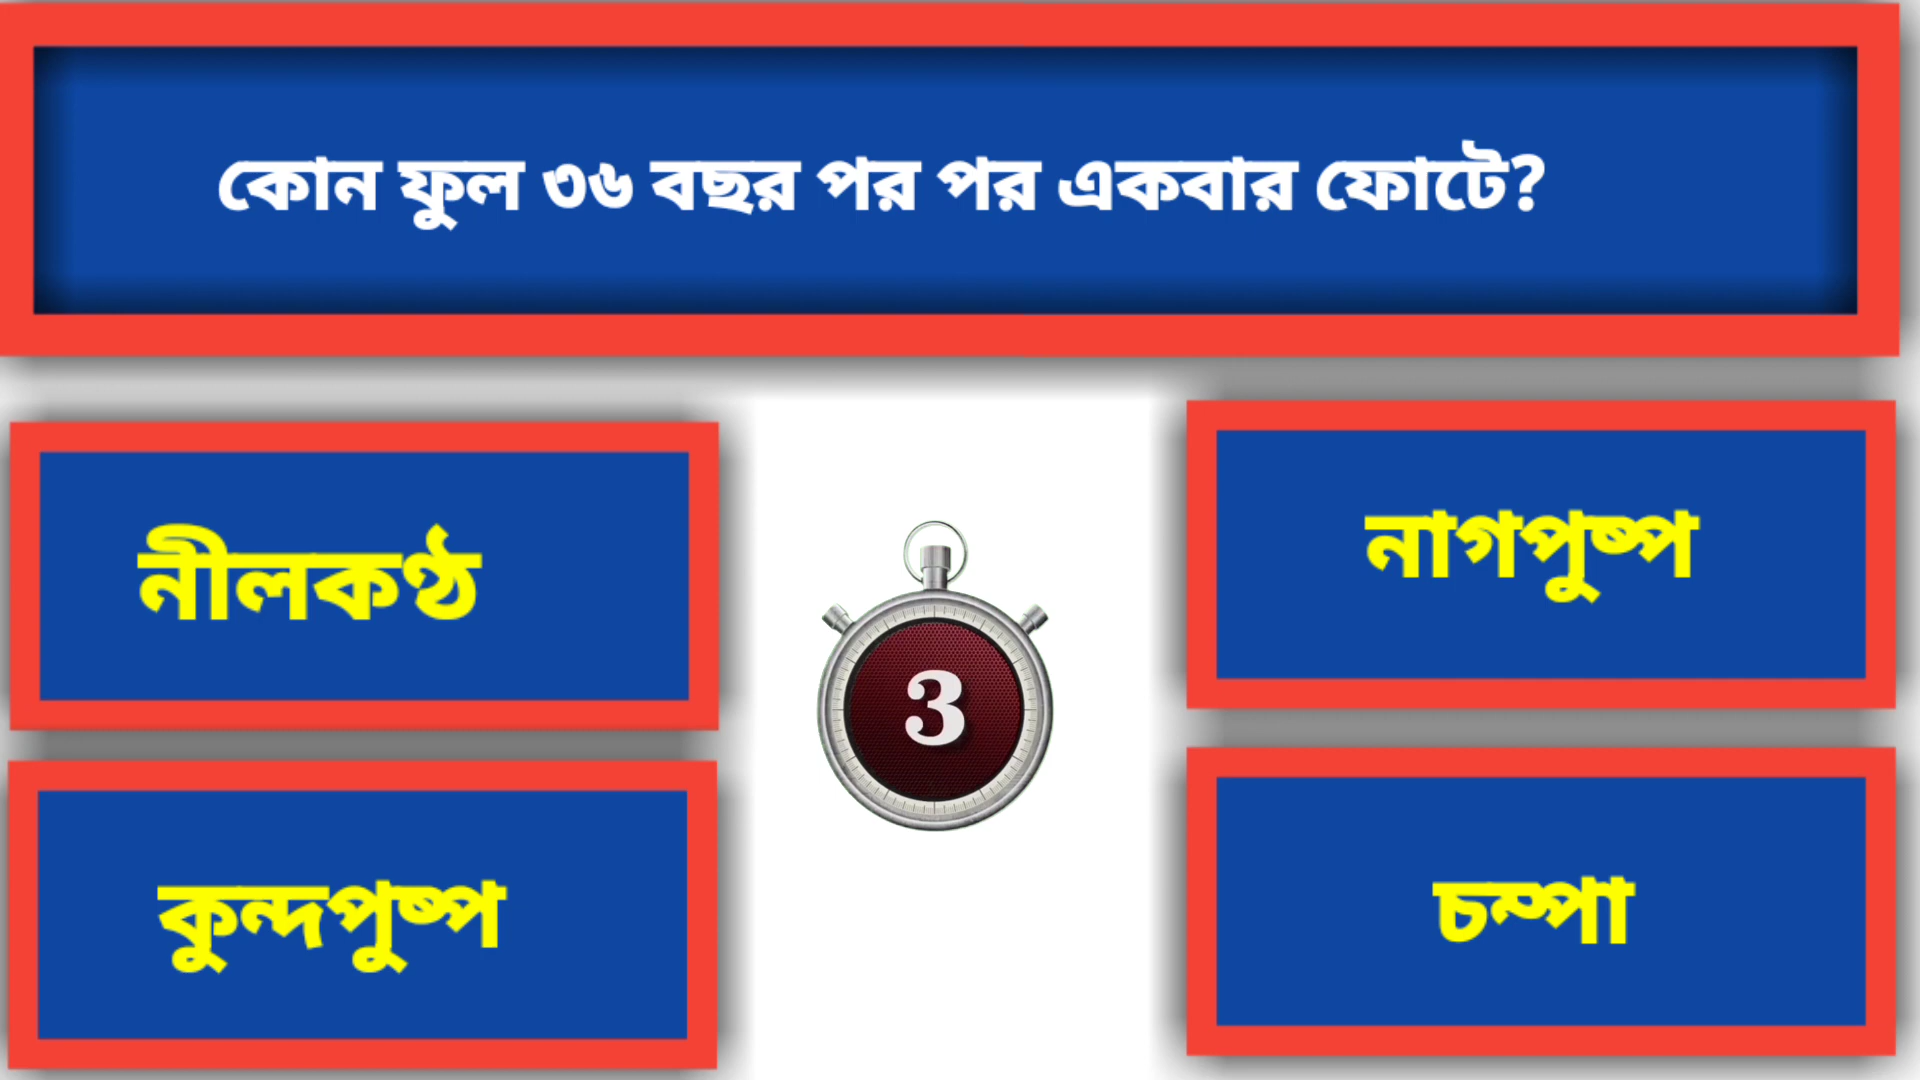 কোন ফুল ৩৬ বছর পর পর একবার ফোটে?
নীলকণ্ঠ
নাগপুষ্প
3
কুন্দপুষ্প
চম্পা